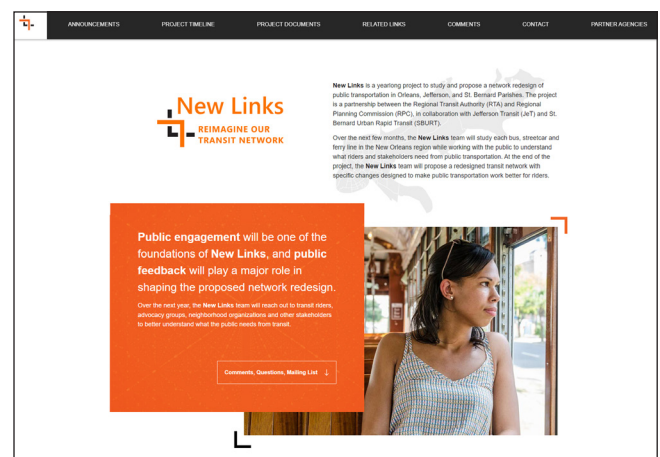 ANNOUNCEMENTS PROJECT TIMELINE PROJECT DOCUMENTS RELATED LINKS COMMENTS CONTACT PARTNER AGENCIES
New Links
REIMAGINE OUR
TRANSIT NETWORK
New Links is a yearlong project to study and propose a network redesign of
public transportation in Orleans, Jefferson, and St. Bernard Parishes. The project
is a partnership between the Regional Transit Authority (RTA) and Regional
Planning Commission (RPC), in collaboration with Jefferson Transit (JeT) and St.
Bernard Urban Rapid Transit (SBURT).
Over the next few months, the New Links team will study each bus, streetcar and
ferry line in the New Orleans region while working with the public to understand
what riders and stakeholders need from public transportation. At the end of the
project, the New Links team will propose a redesigned transit network with
specific changes designed to make public transportation work better for riders.
Public engagement will be one of the
foundations of New Links, and public
feedback will play a major role in
shaping the proposed network redesign.
Over the next year, the New Links team will reach out to transit riders,
advocacy groups, neighborhood organizations and other stakeholders
to better understand what the public needs from transit.
Comments, Questions, Mailing List ↓